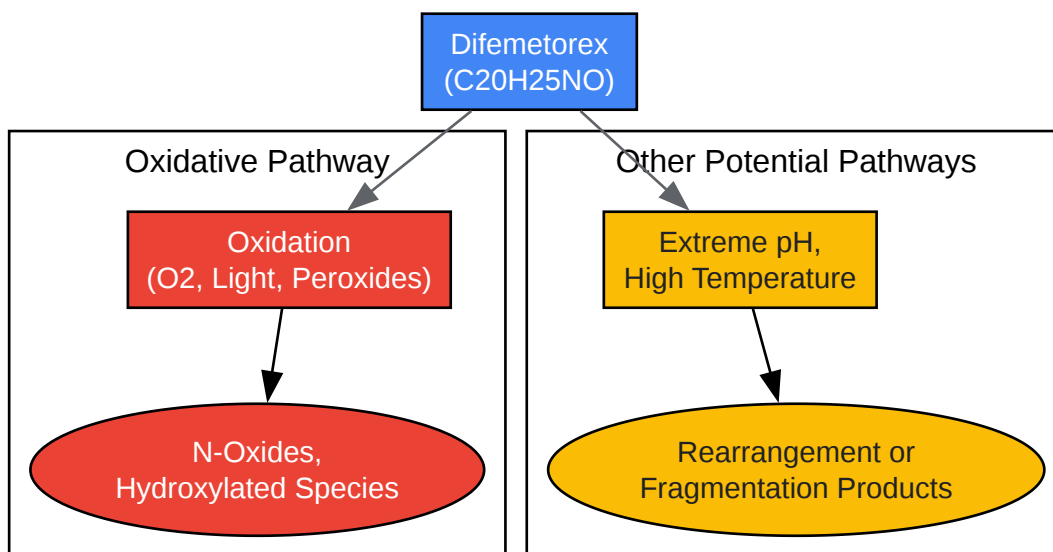 Difemetorex
(C20H25NO)
Oxidative Pathway
Other Potential Pathways
Oxidation
(O2, Light, Peroxides)
Extreme pH,
High Temperature
N-Oxides,
Hydroxylated Species
Rearrangement or
Fragmentation Products